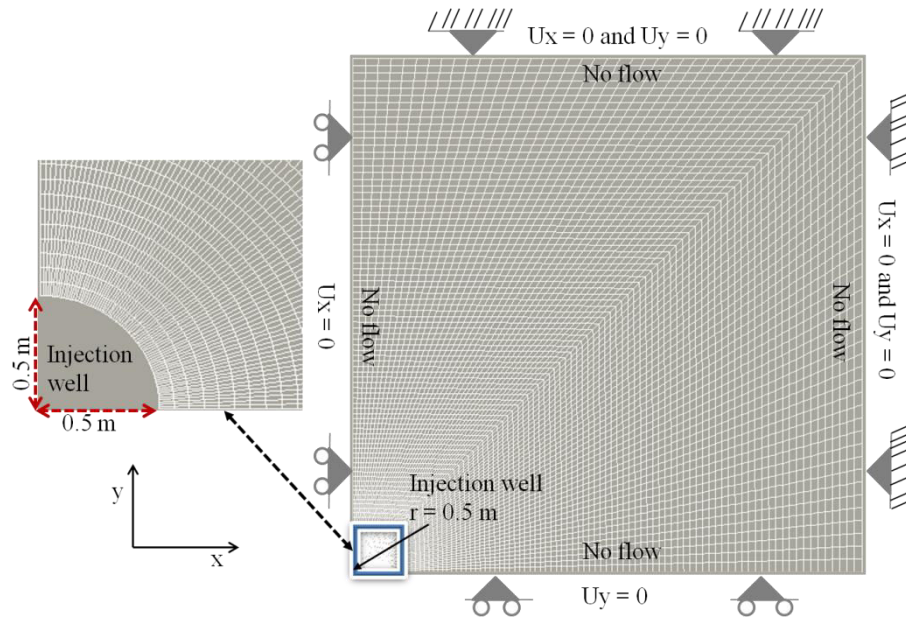 Ux = 0 and Uy = 0
No flow
Ux = 0
No flow
No flow
Ux = 0 and Uy = 0
0.5 m
Injection
well
0.5 m
y
x
Injection well
r = 0.5 m
No flow
Uy = 0